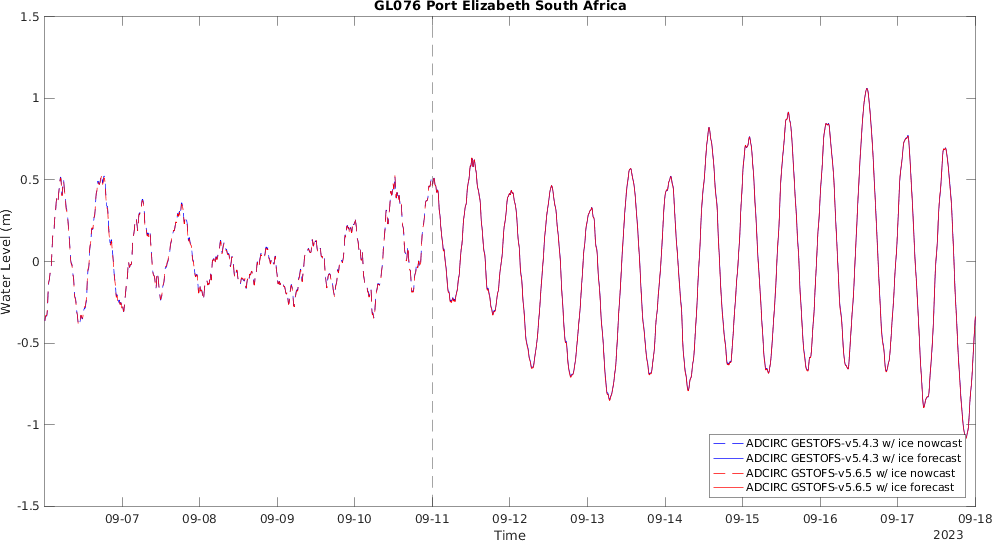 GL076 Port Elizabeth South Africa
1.5
1
0.5
0
-0.5
-1
-1.5
Water Level (m)
09-07 09-08 09-09 09-10 09-11 09-12 09-13 09-14 09-15 09-16 09-17 09-18
Time
2023
ADCIRC GESTOFS-v5.4.3 w/ ice nowcast
ADCIRC GESTOFS-v5.4.3 w/ ice forecast
ADCIRC GSTOFS-v5.6.5 w/ ice nowcast
ADCIRC GSTOFS-v5.6.5 w/ ice forecast